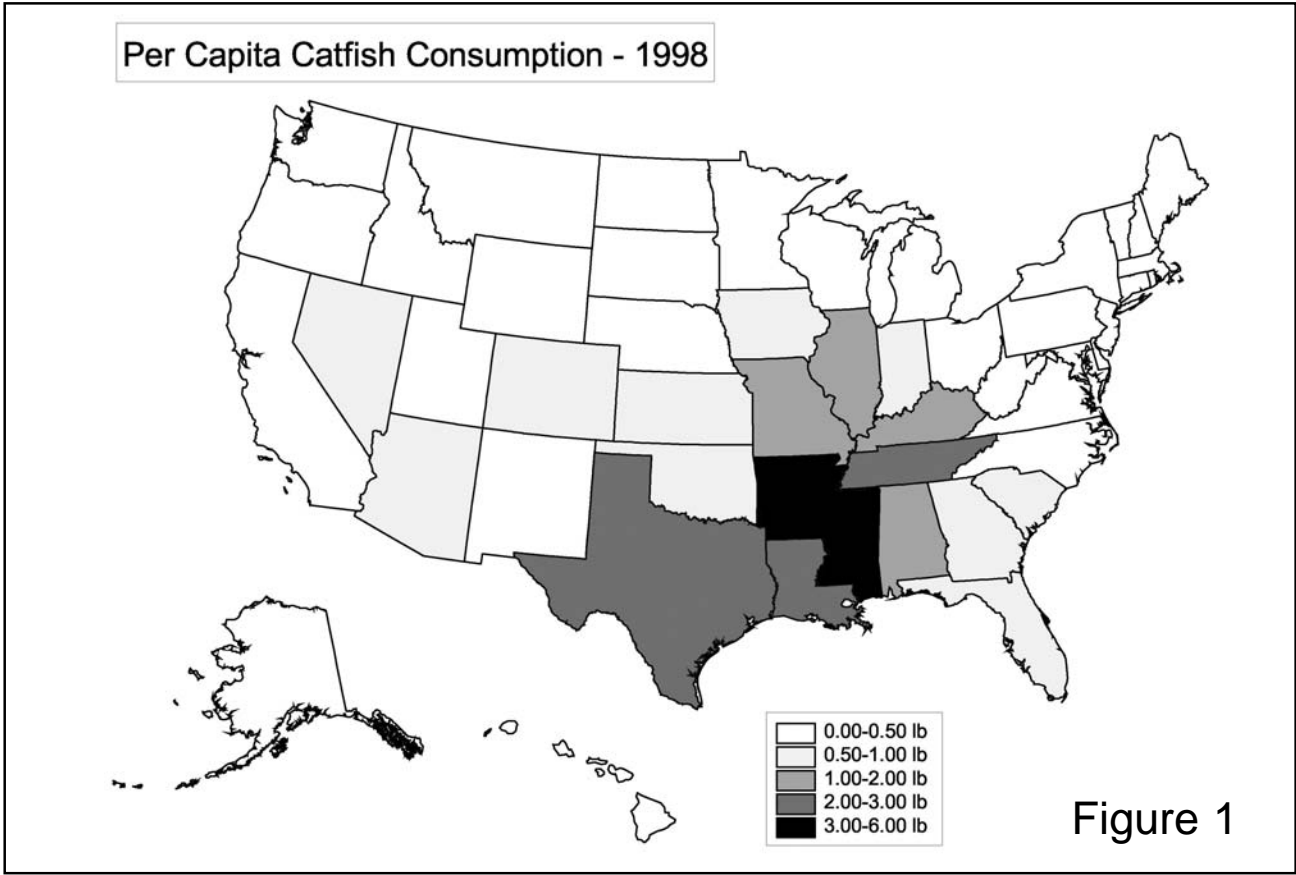 Per Capita Catfish Consumption - 1998
0.00-0.50 lb
0.50-1.00 lb
1.00-2.00 lb
2.00-3.00 lb
3.00-6.00 lb
Figure 1